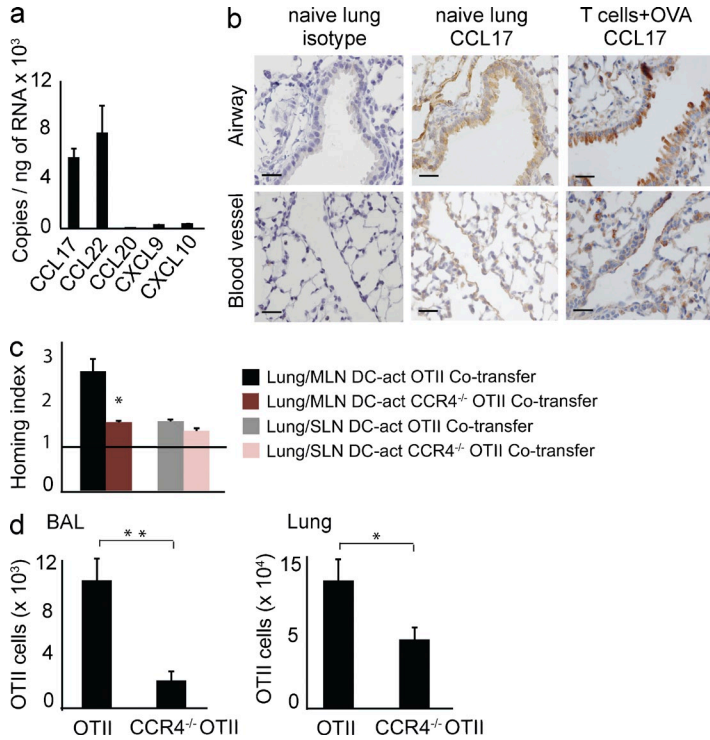 a
Copies / ng of RNA x 10³
12
8
4
0
CCL17
CCL22
CCL20
CXCL9
CXCL10
b
naive lung
isotype
naive lung
CCL17
T cells+OVA
CCL17
Airway
Blood vessel
c
Homing index
3
2
1
0
*
Lung/MLN DC-act OTII Co-transfer
Lung/MLN DC-act CCR4⁻/⁻ OTII Co-transfer
Lung/SLN DC-act OTII Co-transfer
Lung/SLN DC-act CCR4⁻/⁻ OTII Co-transfer
d
BAL
OTII cells (x 10³)
12
8
4
0
* *
OTII
CCR4⁻/⁻ OTII
Lung
OTII cells (x 10⁴)
15
5
0
*
OTII
CCR4⁻/⁻ OTII